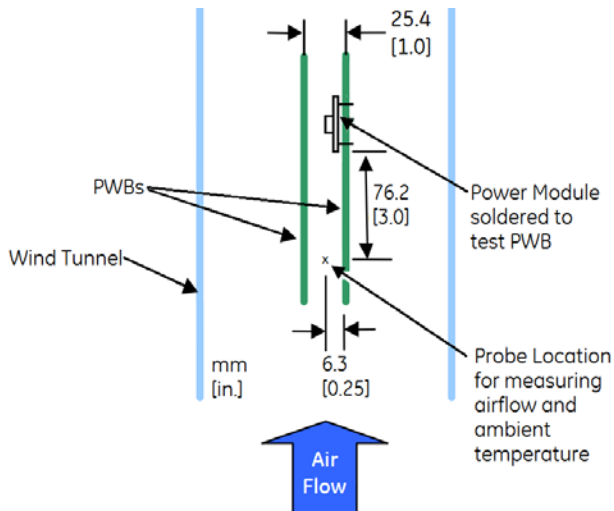 25.4
[1.0]
PWBs
76.2
[3.0]
Power Module
soldered to
test PWB
Wind Tunnel
x
mm
[in.]
6.3
[0.25]
Probe Location
for measuring
airflow and
ambient
temperature
Air
Flow